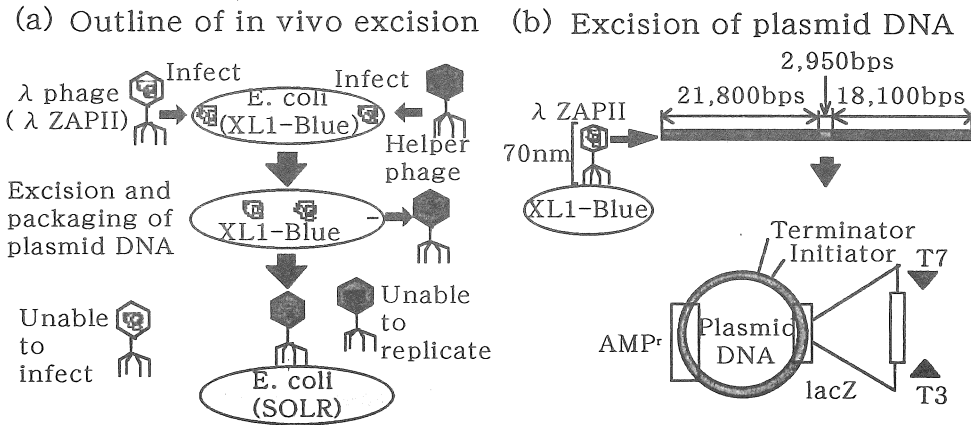 (a) Outline of in vivo excision
λ phage
( λ ZAPII)
Infect
Infect
E. coli
(XL1-Blue)
Helper
phage
Excision and
packaging of
plasmid DNA
XL1-Blue
Unable
to
infect
Unable
to
replicate
E. coli
(SOLR)
(b) Excision of plasmid DNA
2,950bps
21,800bps
18,100bps
λ ZAPII
70nm
XL1-Blue
Terminator
Initiator
T7
AMPʳ
Plasmid
DNA
lacZ
T3